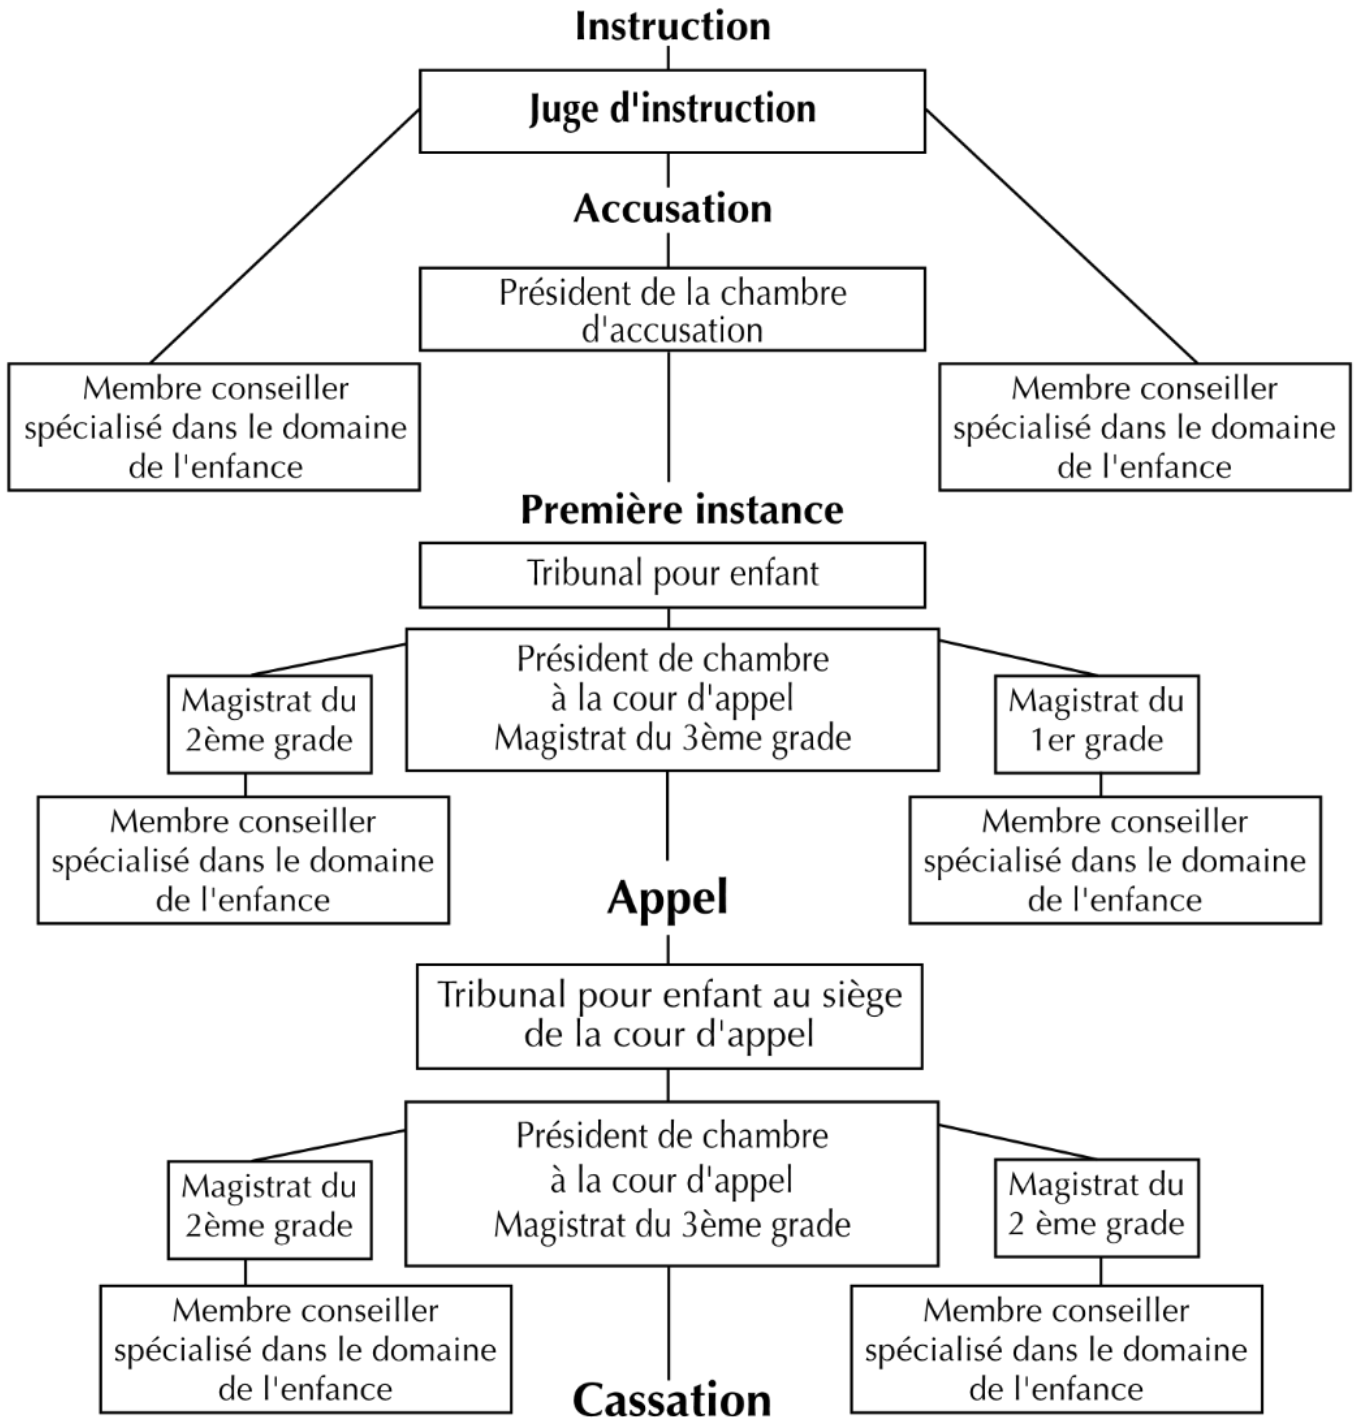 Instruction
Juge d'instruction
Accusation
Président de la chambre
d'accusation
Membre conseiller
spécialisé dans le domaine
de l'enfance
Membre conseiller
spécialisé dans le domaine
de l'enfance
Première instance
Tribunal pour enfant
Président de chambre
à la cour d'appel
Magistrat du 3ème grade
Magistrat du
2ème grade
Magistrat du
1er grade
Membre conseiller
spécialisé dans le domaine
de l'enfance
Membre conseiller
spécialisé dans le domaine
de l'enfance
Appel
Tribunal pour enfant au siège
de la cour d'appel
Président de chambre
à la cour d'appel
Magistrat du 3ème grade
Magistrat du
2ème grade
Magistrat du
2 ème grade
Membre conseiller
spécialisé dans le domaine
de l'enfance
Membre conseiller
spécialisé dans le domaine
de l'enfance
Cassation